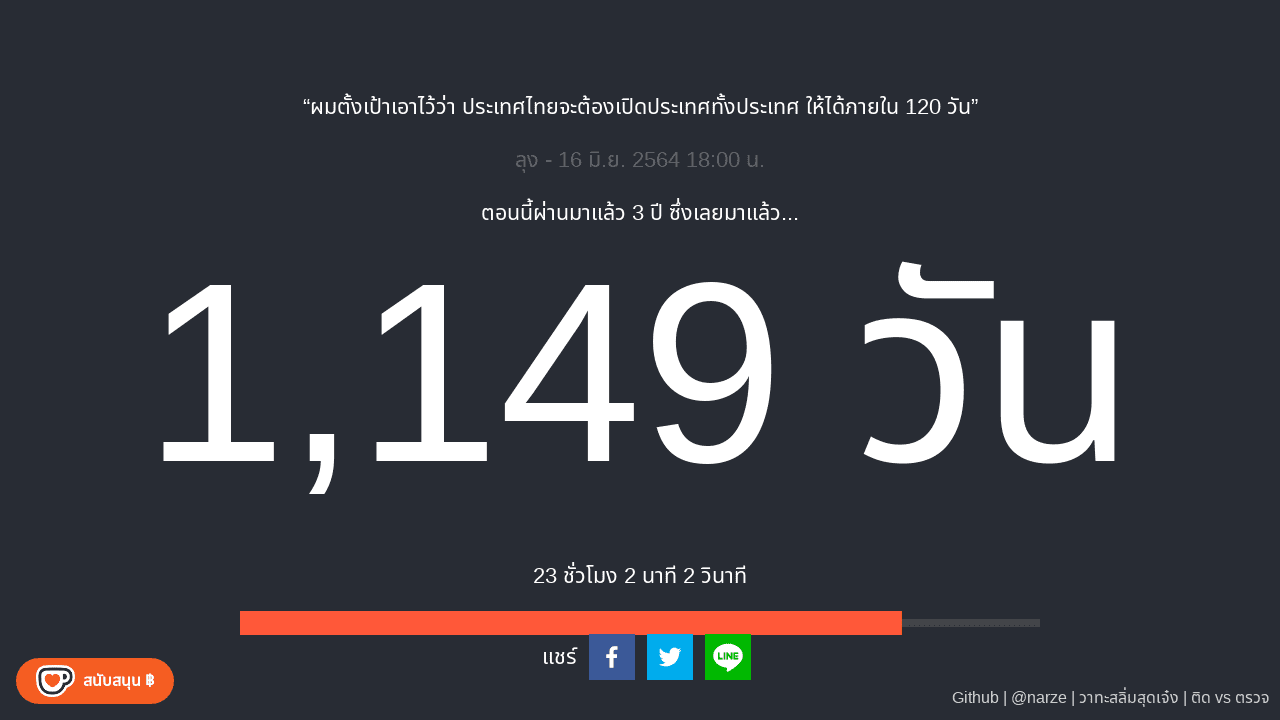 “ผมตั้งเป้าเอาไว้ว่า ประเทศไทยจะต้องเปิดประเทศทั้งประเทศ ให้ได้ภายใน 120 วัน”
ลุง - 16 มิ.ย. 2564 18:00 น.
ตอนนี้ผ่านมาแล้ว 3 ปี ซึ่งเลยมาแล้ว...
1,149 วัน
23 ชั่วโมง 2 นาที 2 วินาที
แชร์
LINE
สนับสนุน ฿
Github | @narze | วาทะสลิ่มสุดเจ๋ง | ติด vs ตรวจ